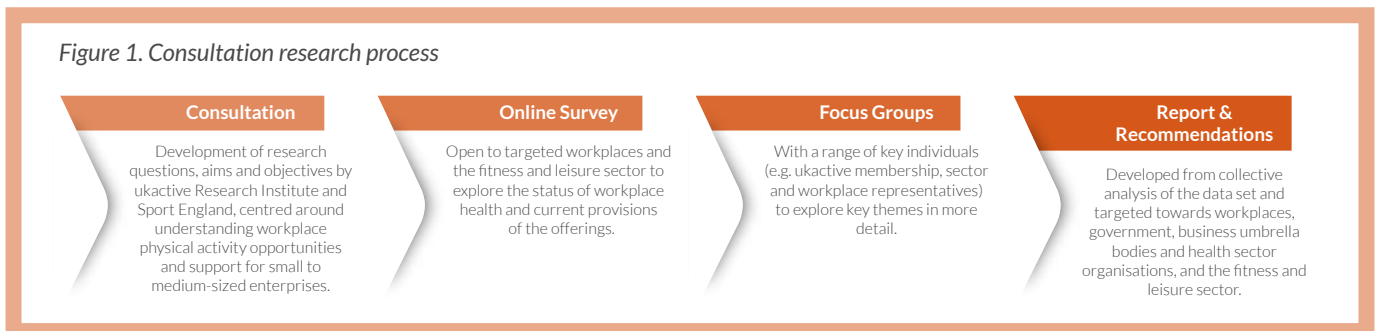 Figure 1. Consultation research process
Consultation
Development of research
questions, aims and objectives by
ukactive Research Institute and
Sport England, centred around
understanding workplace
physical activity opportunities
and support for small to
medium-sized enterprises.
Online Survey
Open to targeted workplaces and
the fitness and leisure sector to
explore the status of workplace
health and current provisions
of the offerings.
Focus Groups
With a range of key individuals
(e.g. ukactive membership, sector
and workplace representatives)
to explore key themes in more
detail.
Report &
Recommendations
Developed from collective
analysis of the data set and
targeted towards workplaces,
government, business umbrella
bodies and health sector
organisations, and the fitness and
leisure sector.